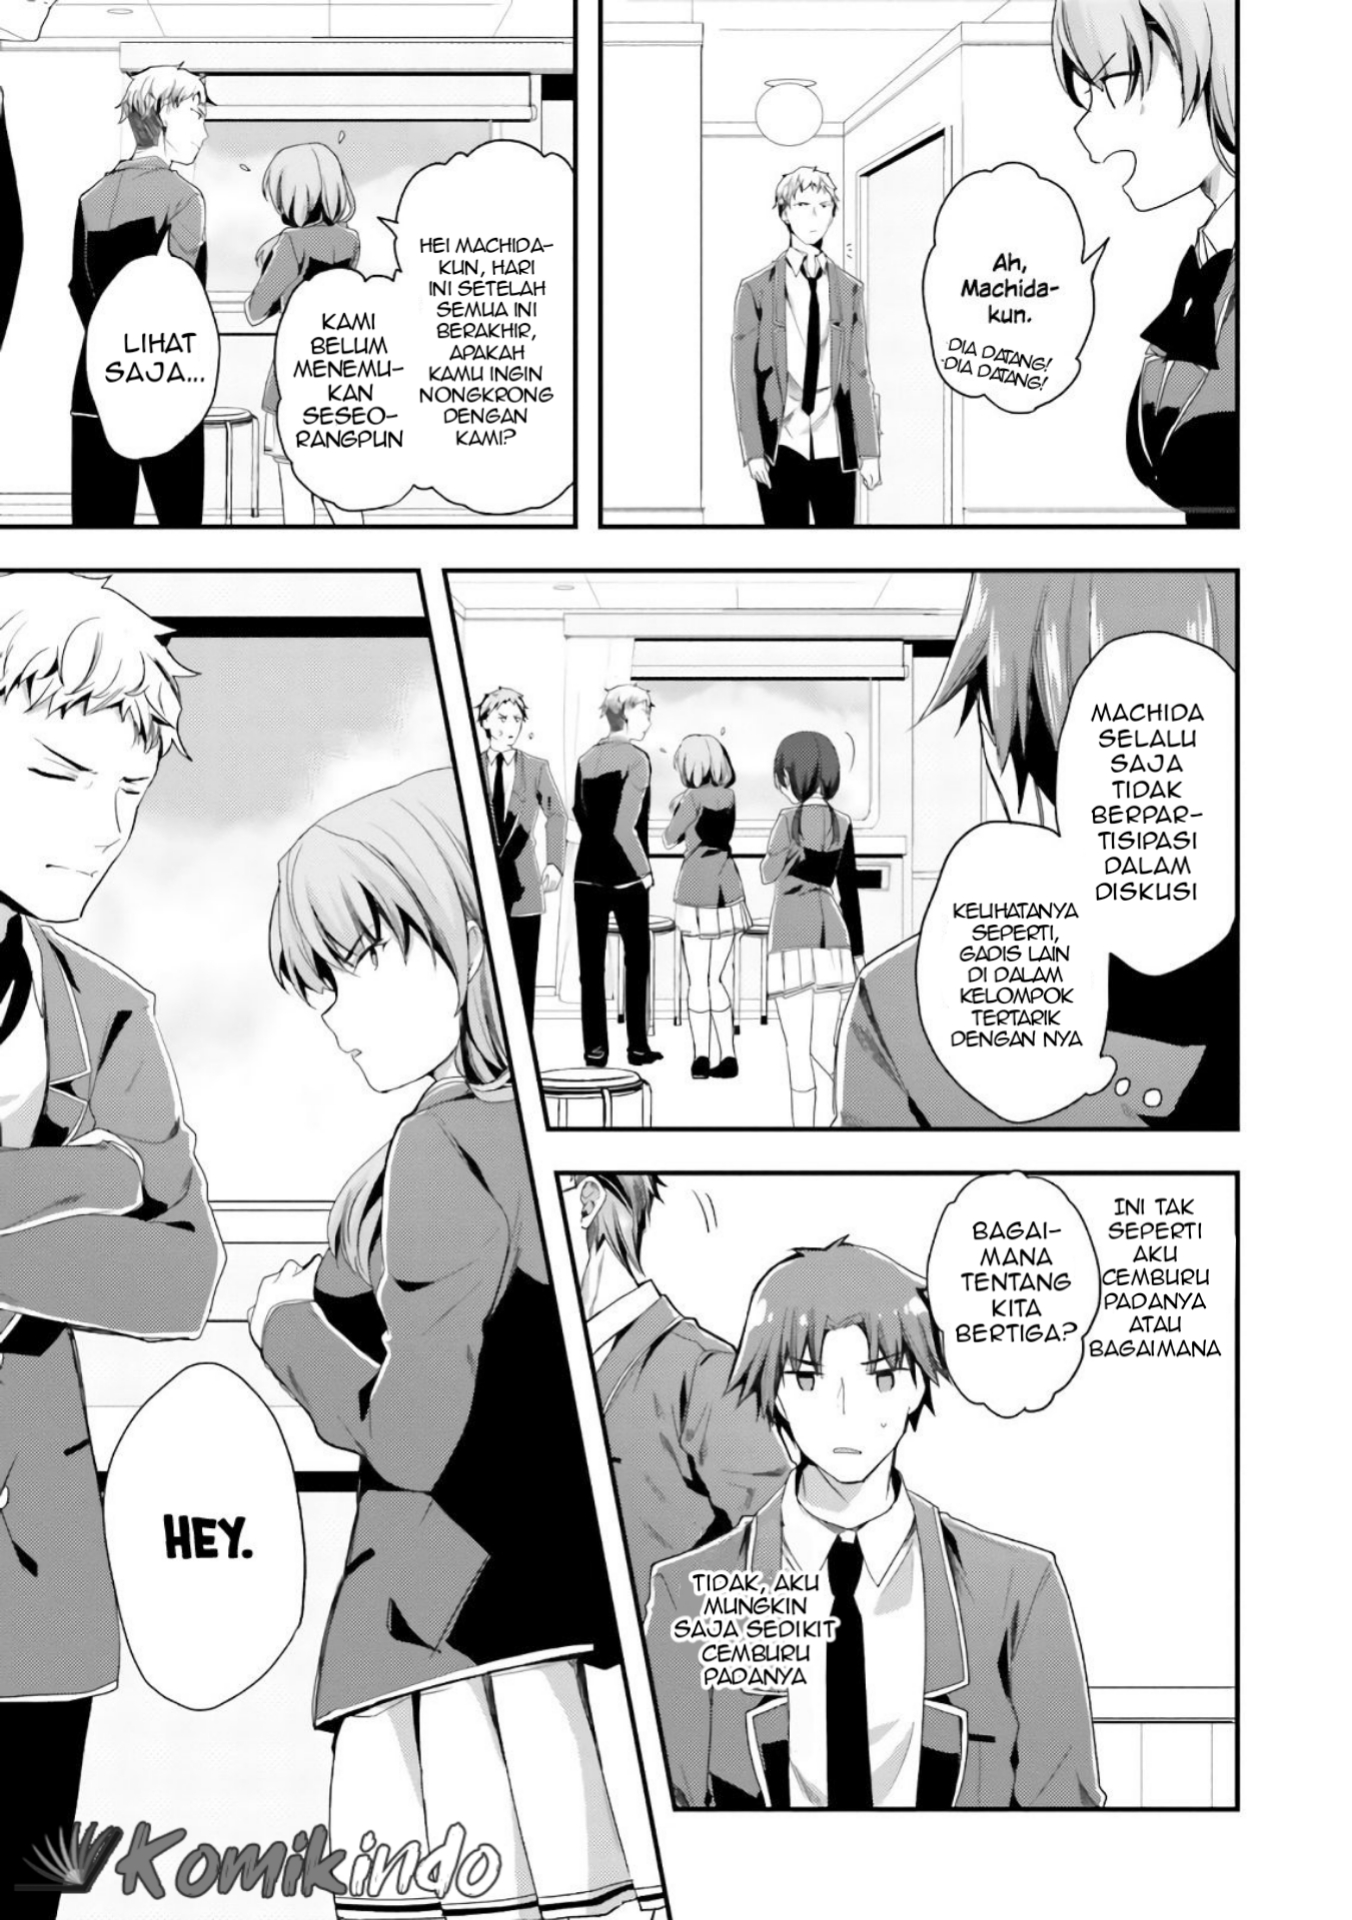 Ah,
Machida-
kun.
DIA DATANG!
DIA DATANG!
HEI MACHIDA-
KUN, HARI
INI SETELAH
SEMUA INI
BERAKHIR,
APAKAH
KAMU INGIN
NONGKRONG
DENGAN
KAMI?
KAMI
BELUM
MENEMU-
KAN
SESEO-
RANGPUN
LIHAT
SAJA...
MACHIDA
SELALU
SAJA
TIDAK
BERPAR-
TISIPASI
DALAM
DISKUSI
KELIHATANYA
SEPERTI,
GADIS LAIN
DI DALAM
KELOMPOK
TERTARIK
DENGAN NYA
INI TAK
SEPERTI
AKU
CEMBURU
PADANYA
ATAU
BAGAIMANA
BAGAI-
MANA
TENTANG
KITA
BERTIGA?
TIDAK, AKU
MUNGKIN
SAJA SEDIKIT
CEMBURU
PADANYA
HEY.
Komikindo